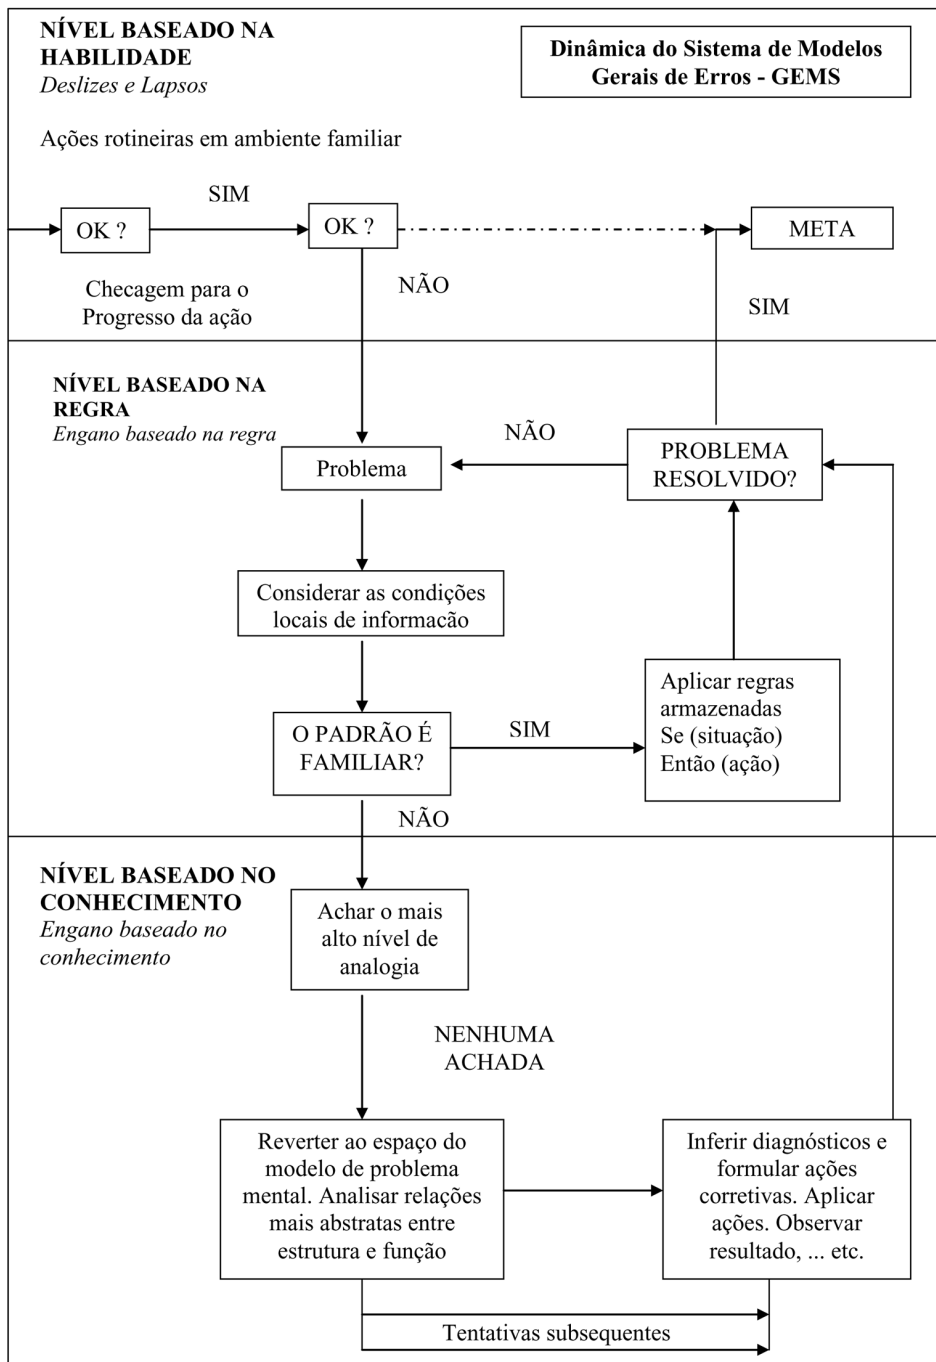 NÍVEL BASEADO NA
HABILIDADE
Deslizes e Lapsos
Dinâmica do Sistema de Modelos
Gerais de Erros - GEMS
Ações rotineiras em ambiente familiar
SIM
OK ?
OK ?
META
Checagem para o
Progresso da ação
NÃO
SIM
NÍVEL BASEADO NA
REGRA
Engano baseado na regra
NÃO
PROBLEMA
RESOLVIDO?
Problema
Considerar as condições
locais de informacão
O PADRÃO É
FAMILIAR?
SIM
Aplicar regras
armazenadas
Se (situação)
Então (ação)
NÃO
NÍVEL BASEADO NO
CONHECIMENTO
Engano baseado no
conhecimento
Achar o mais
alto nível de
analogia
NENHUMA
ACHADA
Reverter ao espaço do
modelo de problema
mental. Analisar relações
mais abstratas entre
estrutura e função
Inferir diagnósticos e
formular ações
corretivas. Aplicar
ações. Observar
resultado, ... etc.
Tentativas subsequentes